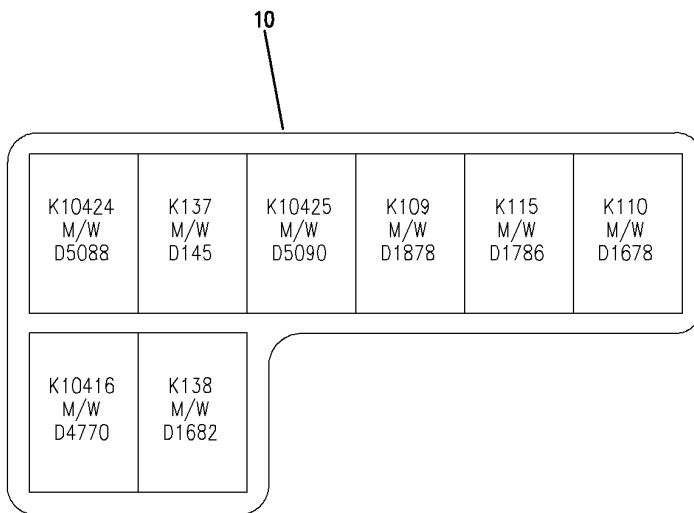 10
K10424
M/W
D5088
K137
M/W
D145
K10425
M/W
D5090
K109
M/W
D1878
K115
M/W
D1786
K110
M/W
D1678
K10416
M/W
D4770
K138
M/W
D1682